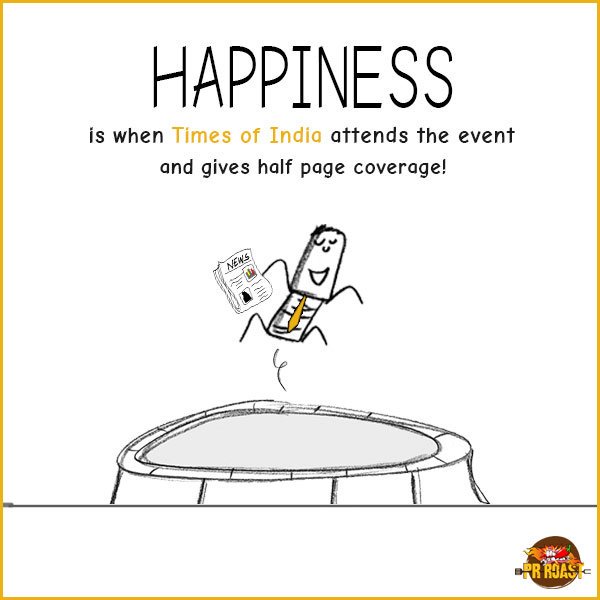 HAPPINESS
is when Times of India attends the event
and gives half page coverage!
NEWS
PR ROAST